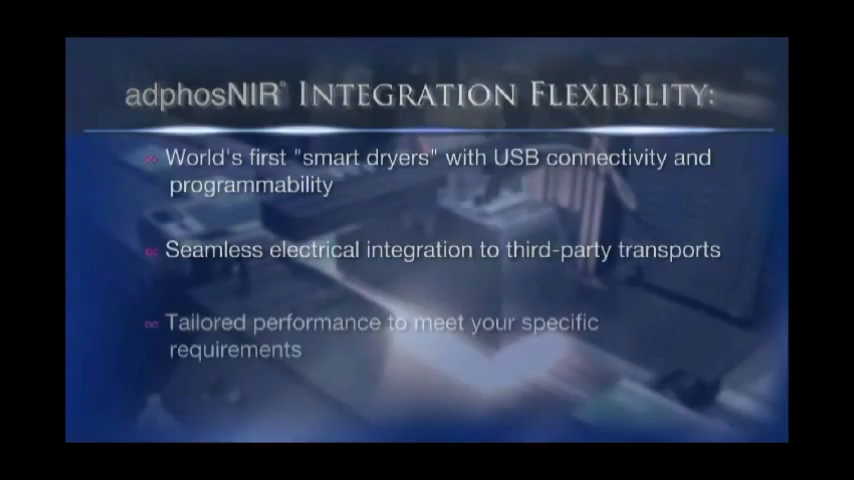 adphosNIR® INTEGRATION FLEXIBILITY:
World's first "smart dryers" with USB connectivity and
programmability
Seamless electrical integration to third-party transports
Tailored performance to meet your specific
requirements